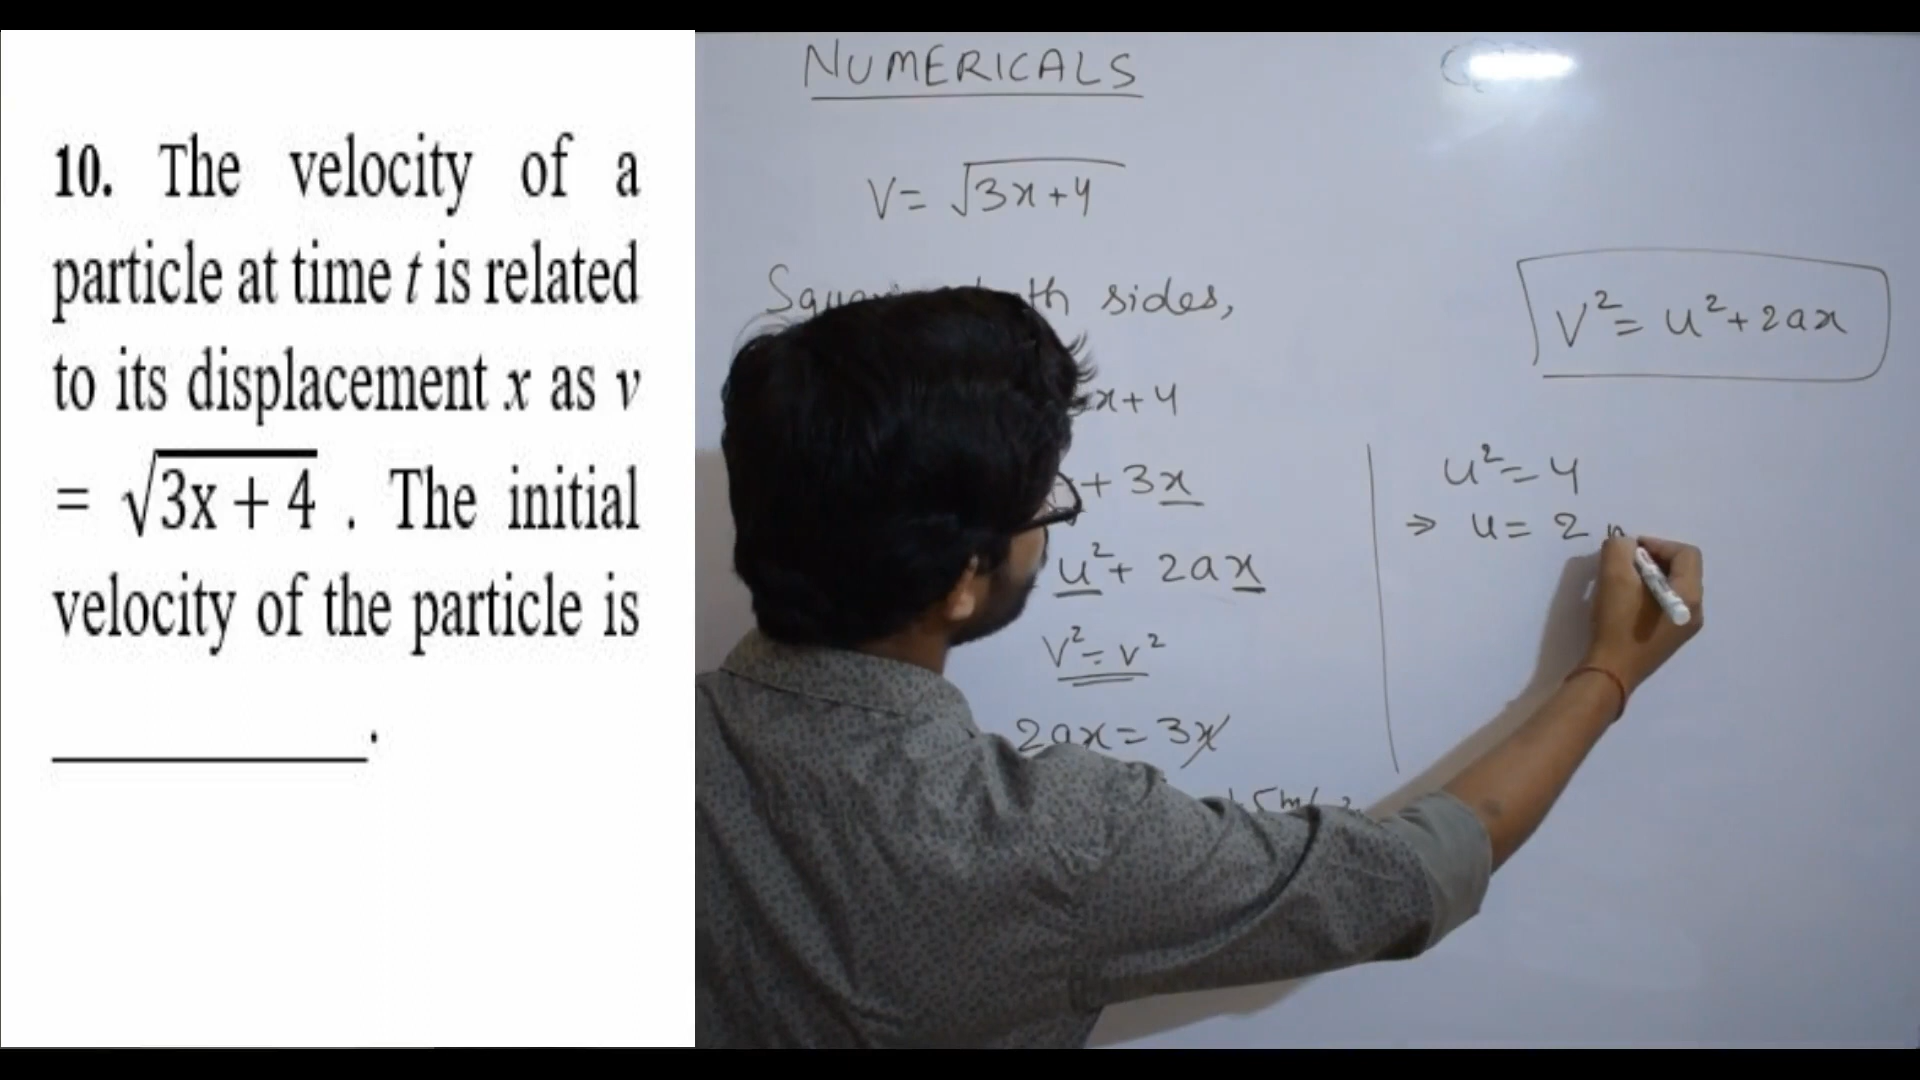 10. The velocity of a
particle at time t is related
to its displacement x as v
= √3x + 4 . The initial
velocity of the particle is
____________.
NUMERICALS
V = √3x+4
sides,
x+4
+ 3x
u²+ 2ax
V²= v²
2ax = 3x
V² = u²+2ax
u² = 4
⇒ u = 2